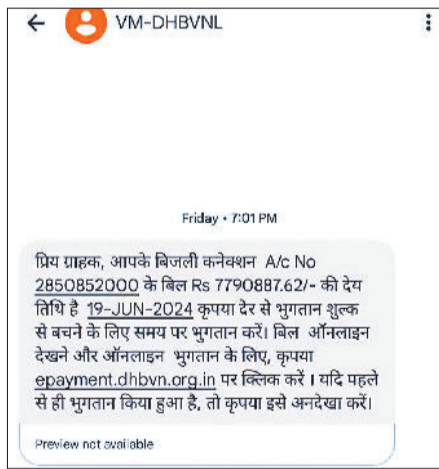 VM-DHBVNL
Friday • 7:01 PM
प्रिय ग्राहक, आपके बिजली कनेक्शन A/c No
2850852000 के बिल Rs 7790887.62/- की देय
तिथि है 19-JUN-2024 कृपया देर से भुगतान शुल्क
से बचने के लिए समय पर भुगतान करें। बिल ऑनलाइन
देखने और ऑनलाइन भुगतान के लिए, कृपया
epayment.dhbvn.org.in पर क्लिक करें । यदि पहले
से ही भुगतान किया हुआ है, तो कृपया इसे अनदेखा करें।
Preview not available